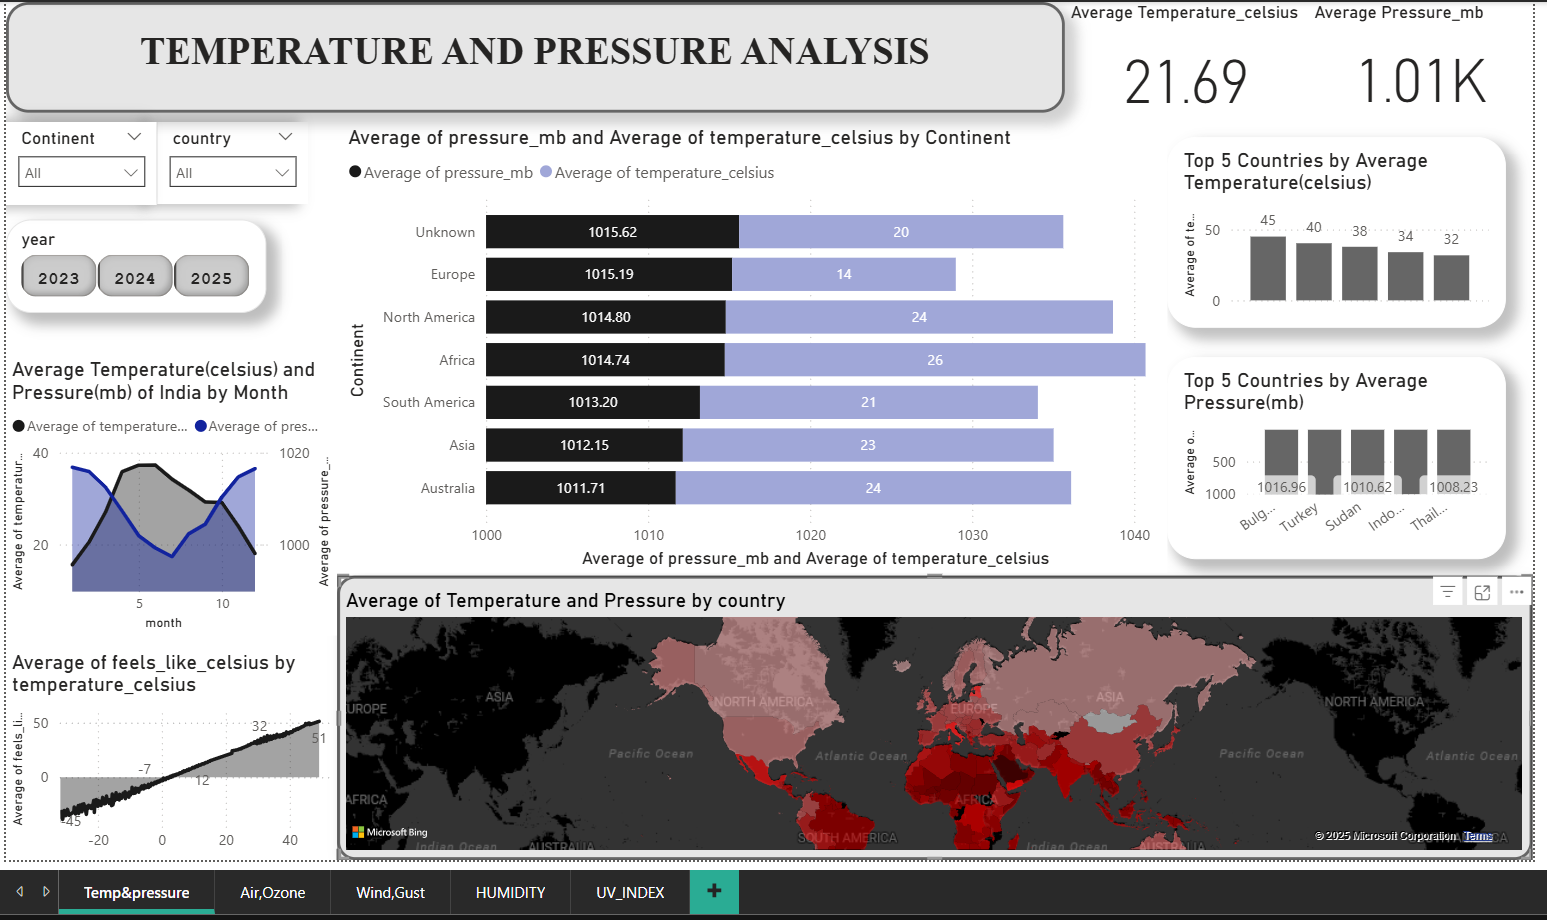 TEMPERATURE AND PRESSURE ANALYSIS
Average Temperature_celsius
21.69
Average Pressure_mb
1.01K
Continent
All
country
All
year
2023 2024 2025
Average of pressure_mb and Average of temperature_celsius by Continent
Average of pressure_mb Average of temperature_celsius
Continent
Unknown 1015.62 20
Europe 1015.19 14
North America 1014.80 24
Africa 1014.74 26
South America 1013.20 21
Asia 1012.15 23
Australia 1011.71 24
1000 1010 1020 1030 1040
Average of pressure_mb and Average of temperature_celsius
Top 5 Countries by Average
Temperature(celsius)
Average of te...
50
0
45 40 38 34 32
Top 5 Countries by Average
Pressure(mb)
Average o...
500
1000
1016.96 1010.62 1008.23
Bulg... Turkey Sudan Indo... Thail...
Average Temperature(celsius) and
Pressure(mb) of India by Month
Average of temperature... Average of pres...
Average of temperatur...
40
20
1020
1000
Average of pressure_...
5 10
month
Average of feels_like_celsius by
temperature_celsius
Average of feels_li...
50
0
-45 -7 12 32 51
-20 0 20 40
Average of Temperature and Pressure by country
ASIA
UROPE
NORTH AMERICA
EUROPE
ASIA
NORTH AMERICA
Pacific Ocean
Atlantic Ocean
Pacific Ocean
Atlantic Ocean
AFRICA
AFRICA
SOUTH AMERICA
Indian Ocean
AUSTRALIA
Indian Ocean
AUSTRALIA
Microsoft Bing
© 2025 Microsoft Corporation Terms
Temp&pressure Air,Ozone Wind,Gust HUMIDITY UV_INDEX +